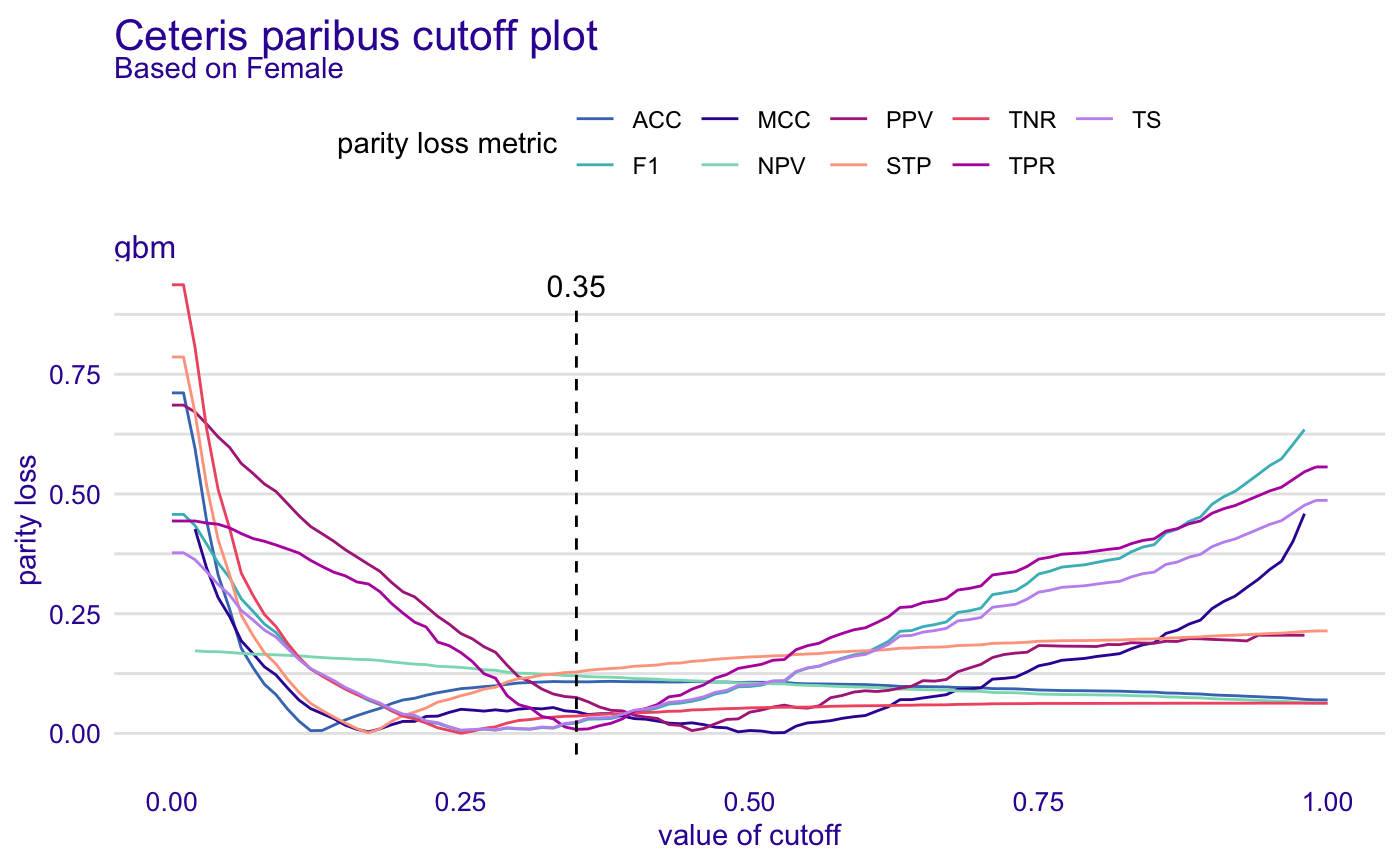 Ceteris paribus cutoff plot
Based on Female
parity loss metric
ACC MCC PPV TNR TS
F1 NPV STP TPR
gbm
0.35
0.75
0.50
0.25
0.00
parity loss
0.00 0.25 0.50 0.75 1.00
value of cutoff